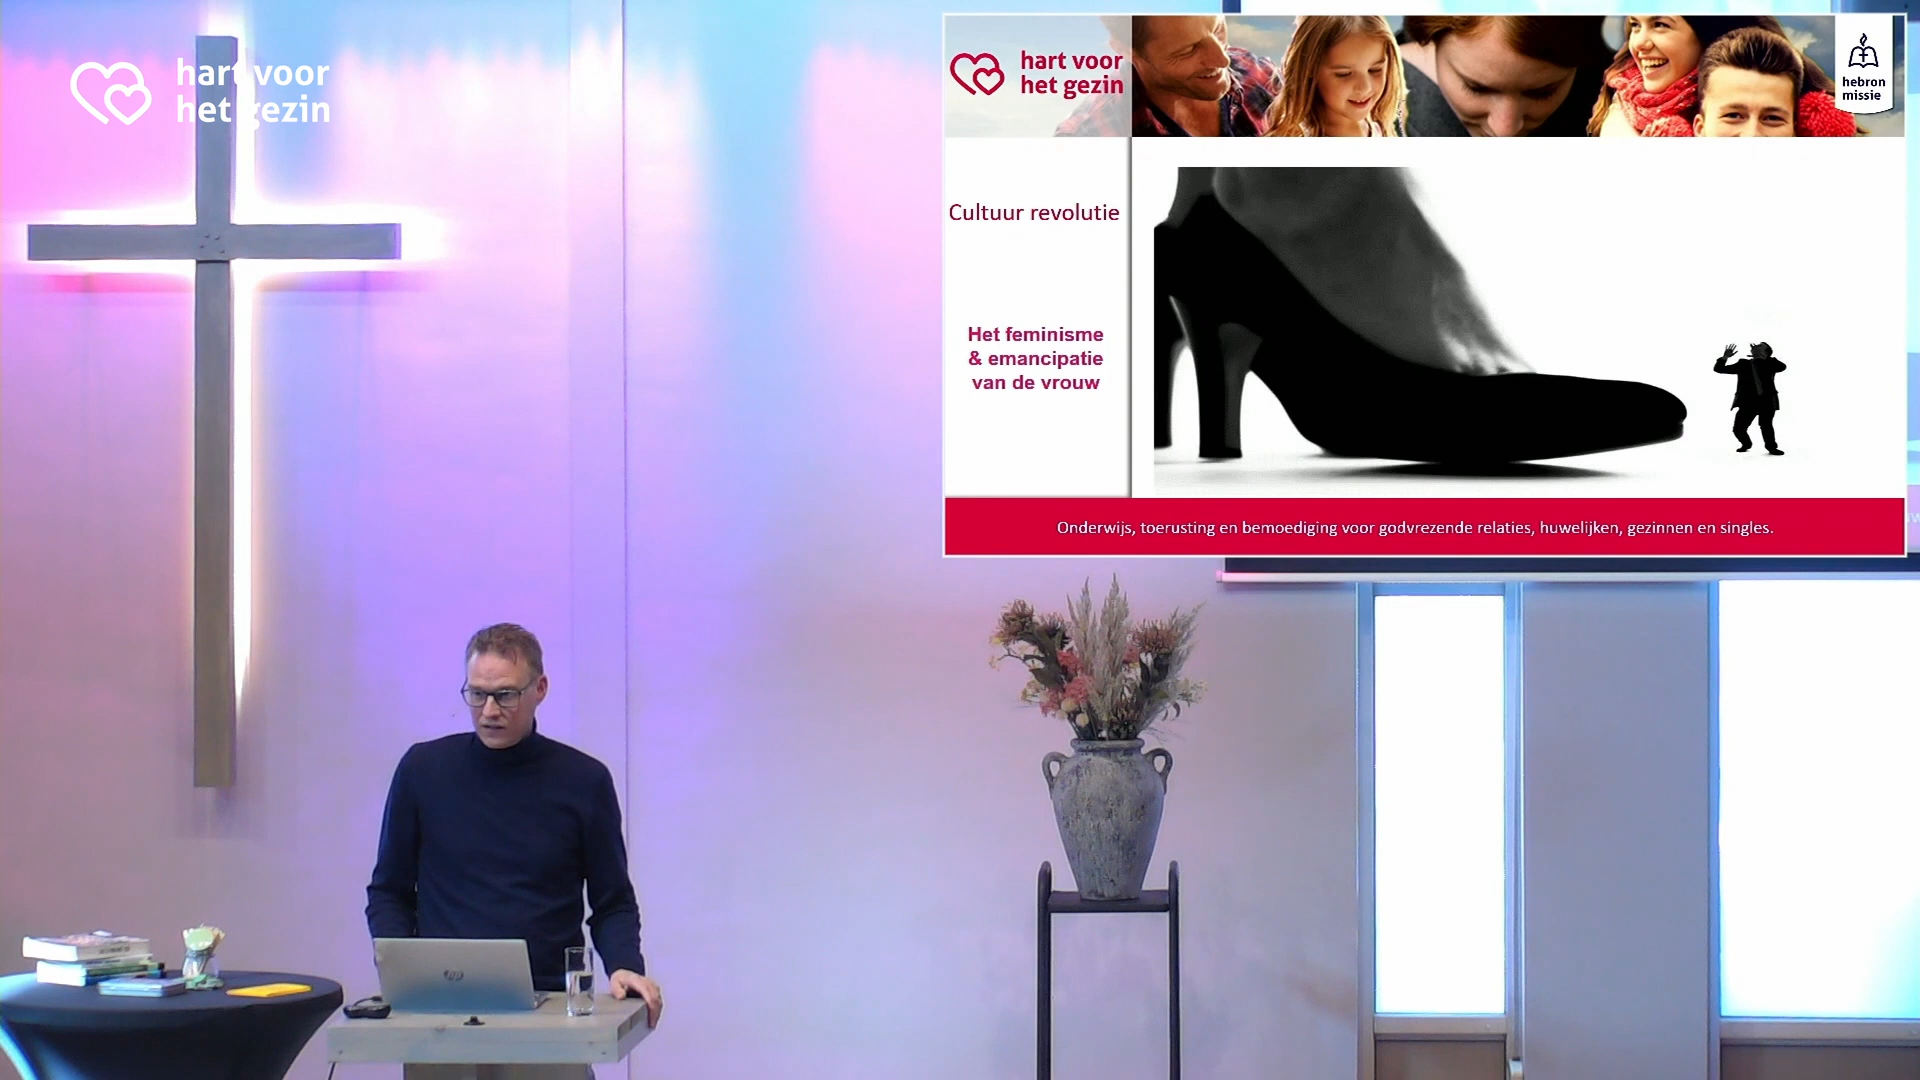 hart voor
het gezin
hart voor
het gezin
hebron
missie
Cultuur revolutie
Het feminisme
& emancipatie
van de vrouw
Onderwijs, toerusting en bemoediging voor godvrezende relaties, huwelijken, gezinnen en singles.
hp